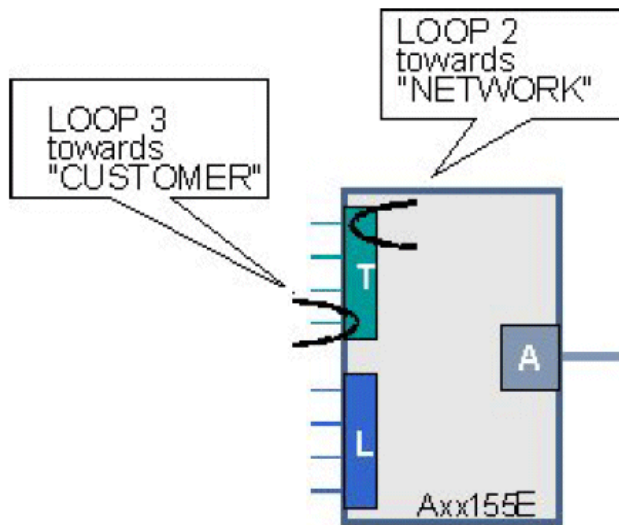 LOOP 2
towards
"NETWORK"
LOOP 3
towards
"CUSTOMER"
T
A
L
Axx155E